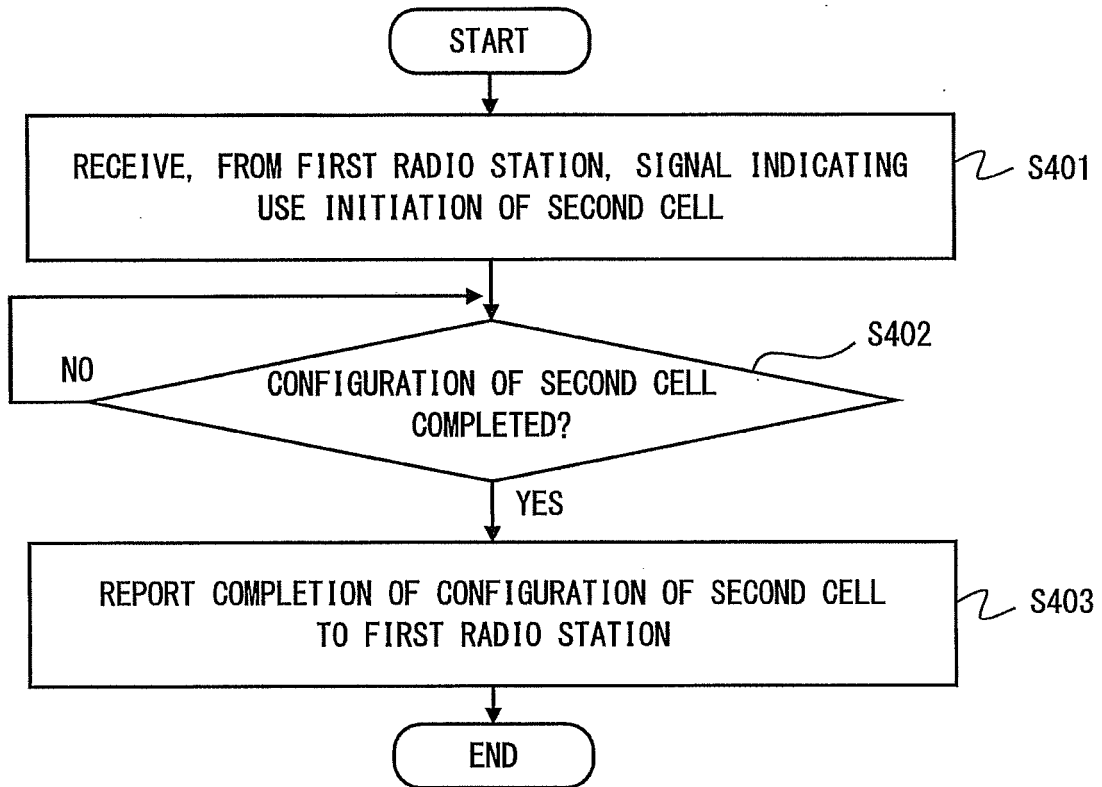 START
RECEIVE, FROM FIRST RADIO STATION, SIGNAL INDICATING
USE INITIATION OF SECOND CELL
S401
S402
NO
CONFIGURATION OF SECOND CELL
COMPLETED?
YES
REPORT COMPLETION OF CONFIGURATION OF SECOND CELL
TO FIRST RADIO STATION
S403
END